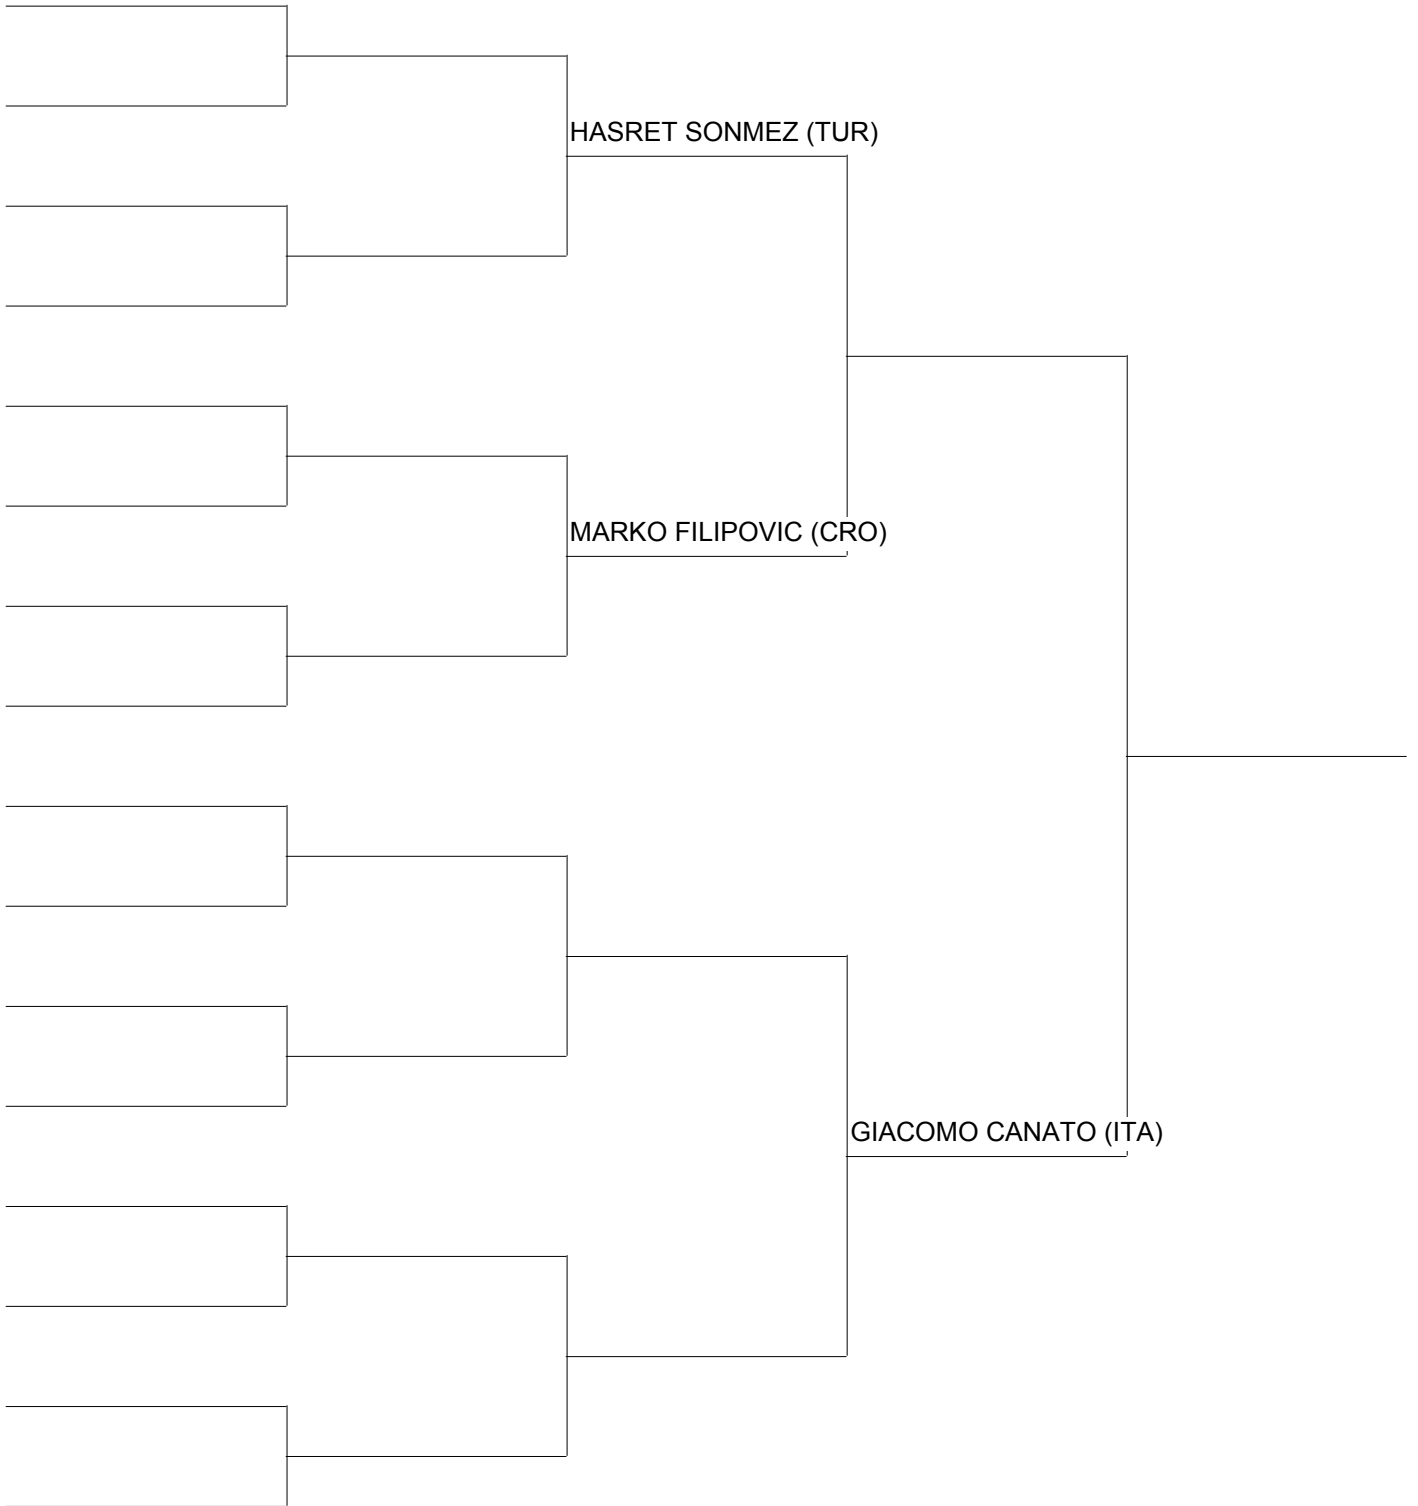 HASRET SONMEZ (TUR)
MARKO FILIPOVIC (CRO)
GIACOMO CANATO (ITA)